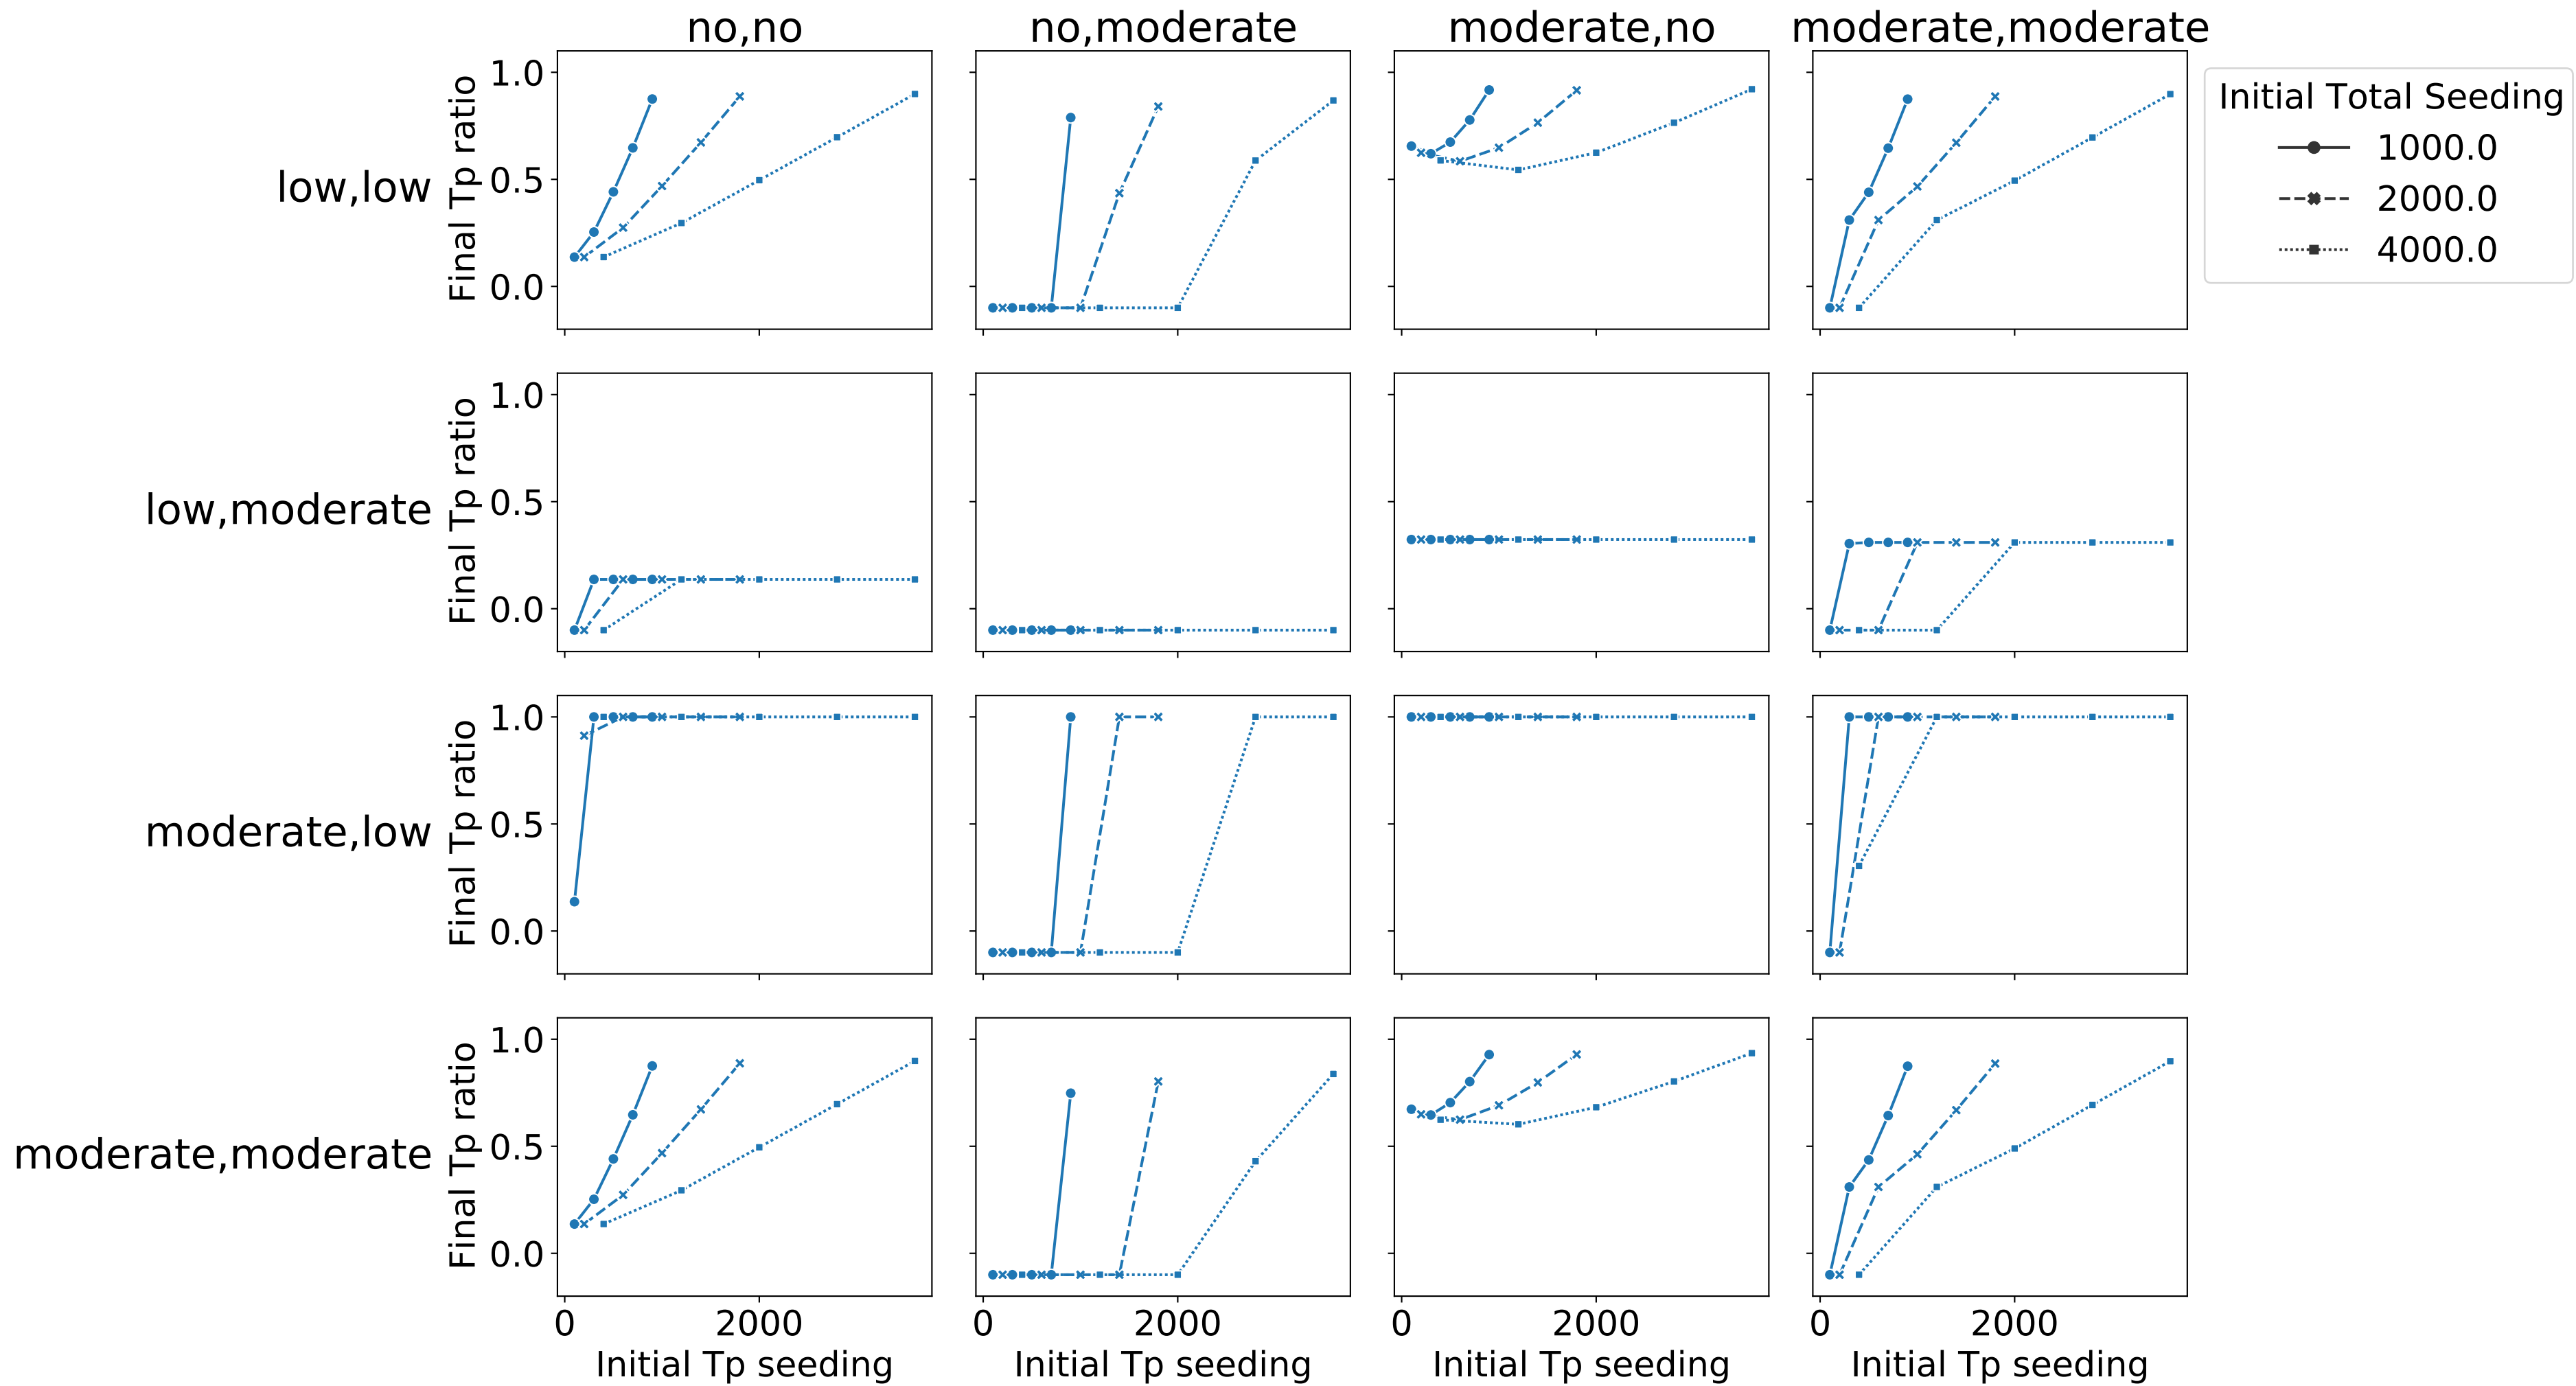 no,no
no,moderate
moderate,no
moderate,moderate
low,low
Final Tp ratio
1.0
0.5
0.0
Initial Total Seeding
1000.0
2000.0
4000.0
low,moderate
Final Tp ratio
1.0
0.5
0.0
moderate,low
Final Tp ratio
1.0
0.5
0.0
moderate,moderate
Final Tp ratio
1.0
0.5
0.0
0 2000
0 2000
0 2000
0 2000
Initial Tp seeding
Initial Tp seeding
Initial Tp seeding
Initial Tp seeding